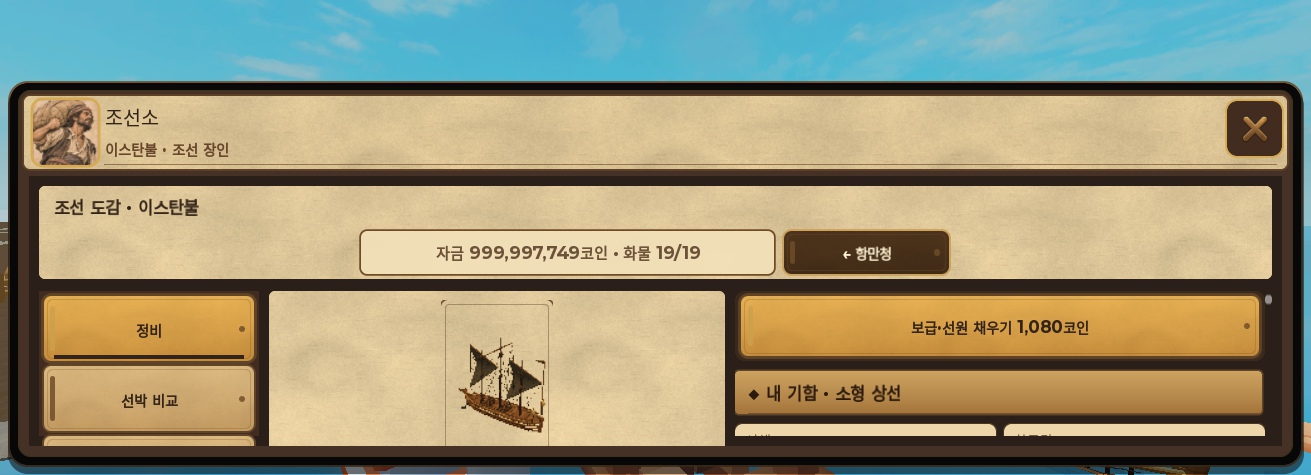 조선소
이스탄불 • 조선 장인
조선 도감 • 이스탄불
자금 999,997,749코인 • 화물 19/19
← 항만청
정비
선박 비교
보급•선원 채우기 1,080코인
◆ 내 기함 • 소형 상선